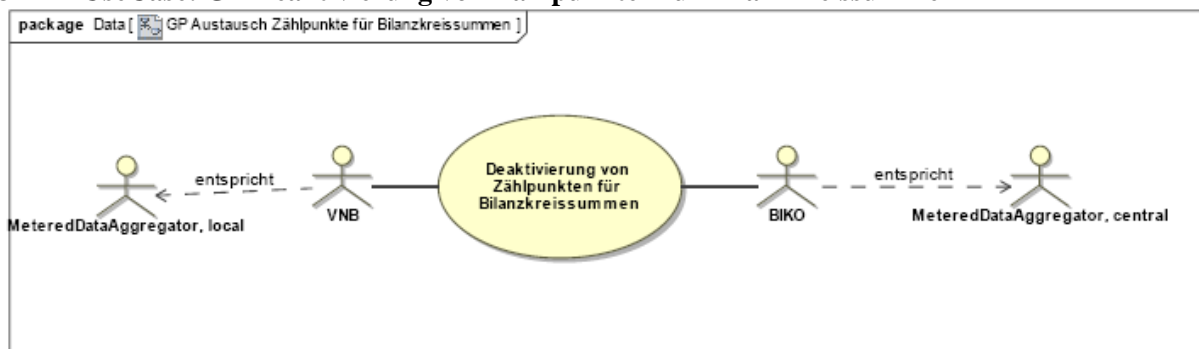 package Data [ GP Austausch Zählpunkte für Bilanzkreissummen ]
Deaktivierung von
Zählpunkten für
Bilanzkreissummen
entspricht
entspricht
VNB
BIKO
MeteredDataAggregator, local
MeteredDataAggregator, central